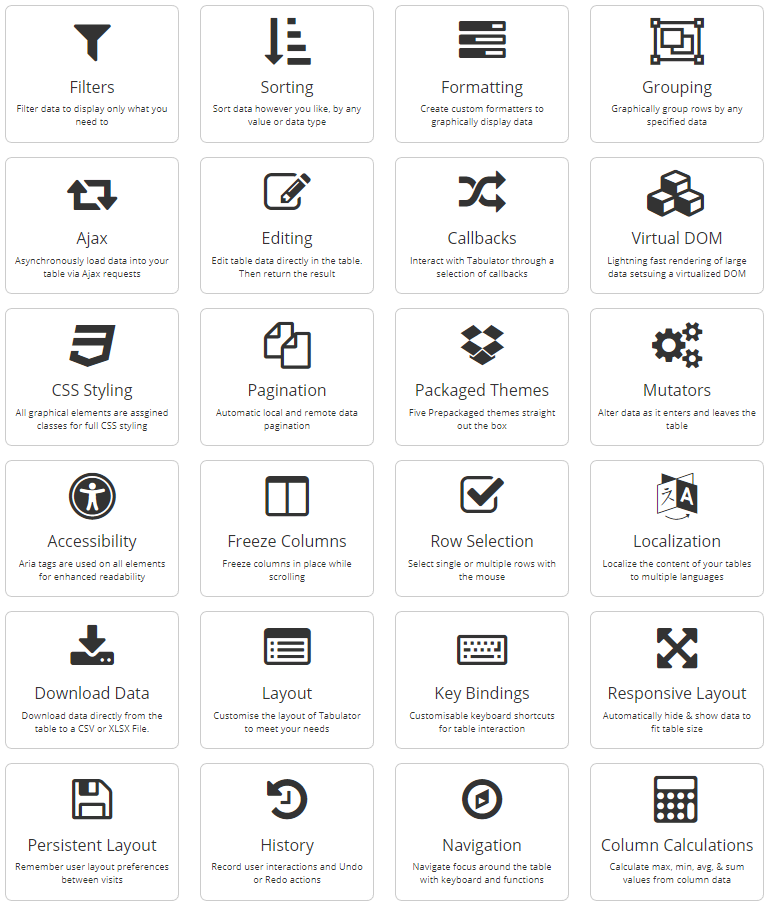 Filters
Filter data to display only what you
need to
Sorting
Sort data however you like, by any
value or data type
Formatting
Create custom formatters to
graphically display data
Grouping
Graphically group rows by any
specified data
Ajax
Asynchronously load data into your
table via Ajax requests
Editing
Edit table data directly in the table.
Then return the result
Callbacks
Interact with Tabulator through a
selection of callbacks
Virtual DOM
Lightning fast rendering of large
data setsuing a virtualized DOM
CSS Styling
All graphical elements are assgined
classes for full CSS styling
Pagination
Automatic local and remote data
pagination
Packaged Themes
Five Prepackaged themes straight
out the box
Mutators
Alter data as it enters and leaves the
table
Accessibility
Aria tags are used on all elements
for enhanced readability
Freeze Columns
Freeze columns in place while
scrolling
Row Selection
Select single or multiple rows with
the mouse
A
Localization
Localize the content of your tables
to multiple languages
Download Data
Download data directly from the
table to a CSV or XLSX File.
Layout
Customise the layout of Tabulator
to meet your needs
Key Bindings
Customisable keyboard shortcuts
for table interaction
Responsive Layout
Automatically hide & show data to
fit table size
Persistent Layout
Remember user layout preferences
between visits
History
Record user interactions and Undo
or Redo actions
Navigation
Navigate focus around the table
with keyboard and functions
Column Calculations
Calculate max, min, avg, & sum
values from column data